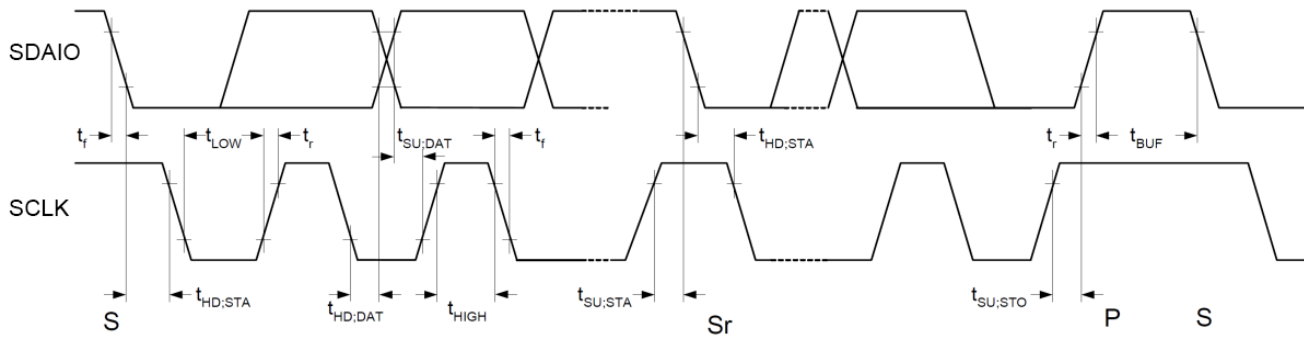 SDAIO
t_f t_LOW t_r t_SU;DAT t_f t_HD;STA t_r t_BUF
SCLK
t_HD;STA t_HD;DAT t_HIGH t_SU;STA t_SU;STO
S Sr P S